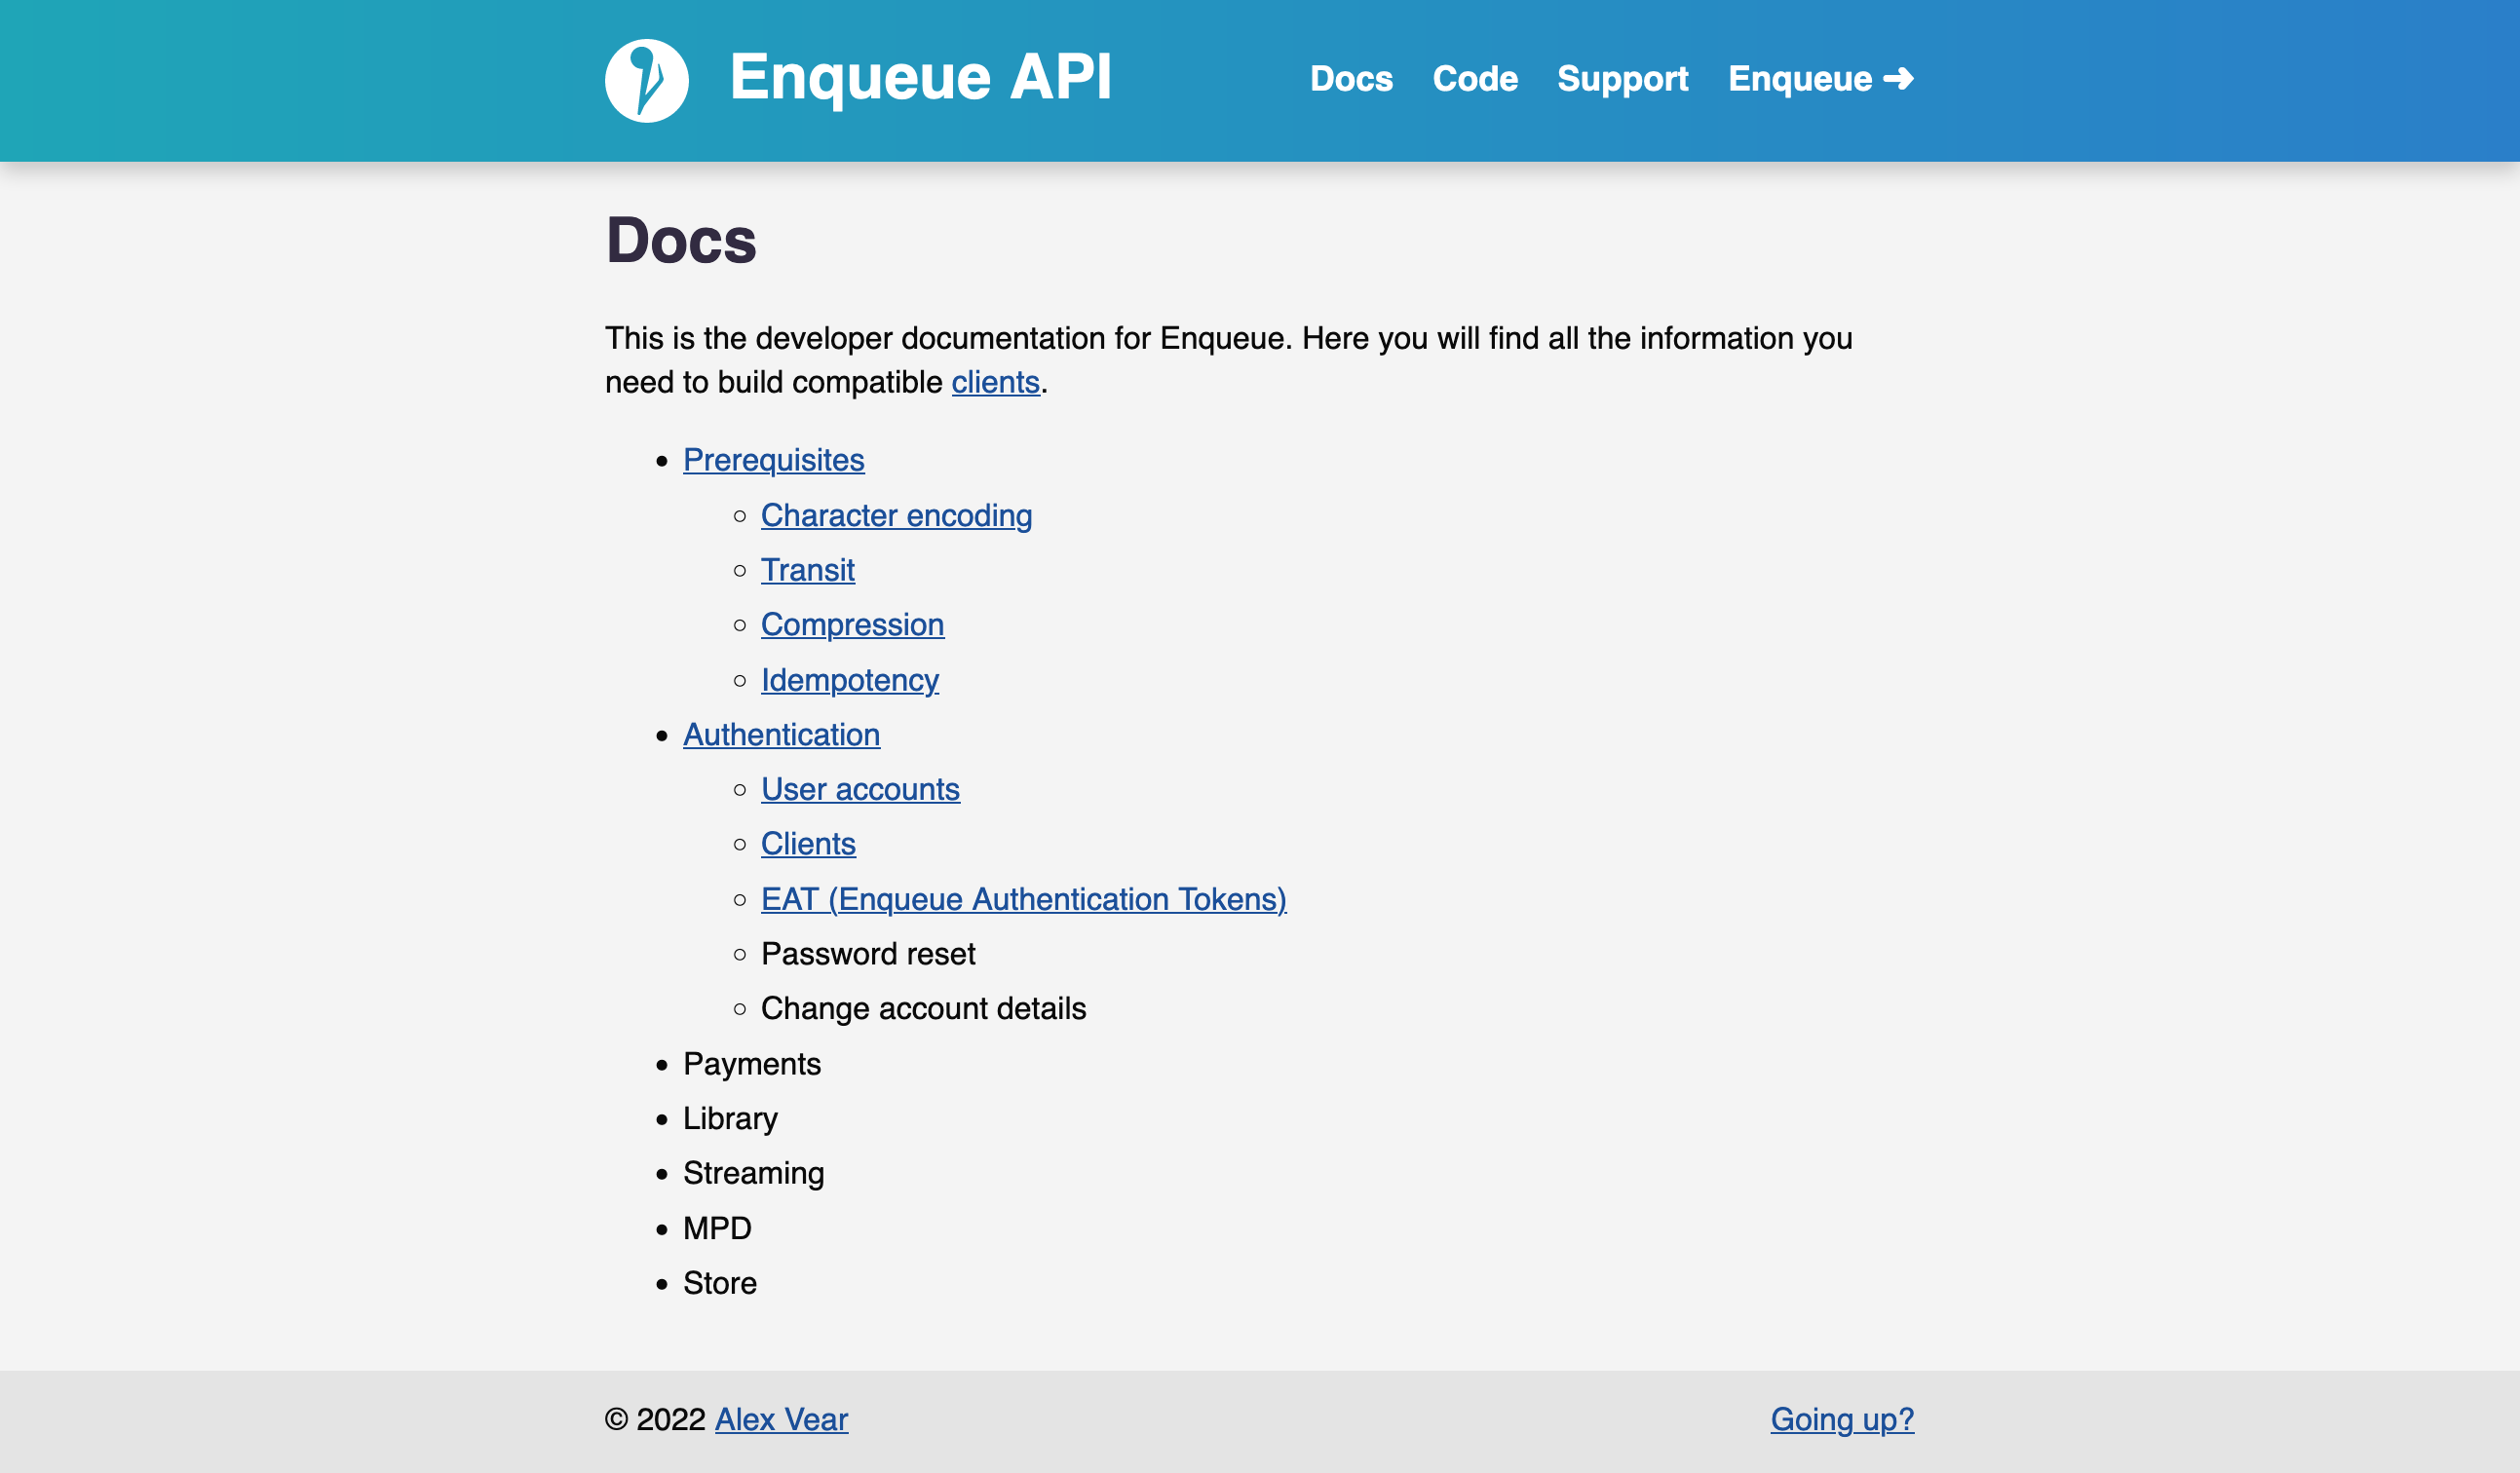 Enqueue API
Docs Code Support Enqueue ➜
Docs
This is the developer documentation for Enqueue. Here you will find all the information you
need to build compatible clients.
Prerequisites
Character encoding
Transit
Compression
Idempotency
Authentication
User accounts
Clients
EAT (Enqueue Authentication Tokens)
Password reset
Change account details
Payments
Library
Streaming
MPD
Store
© 2022 Alex Vear
Going up?